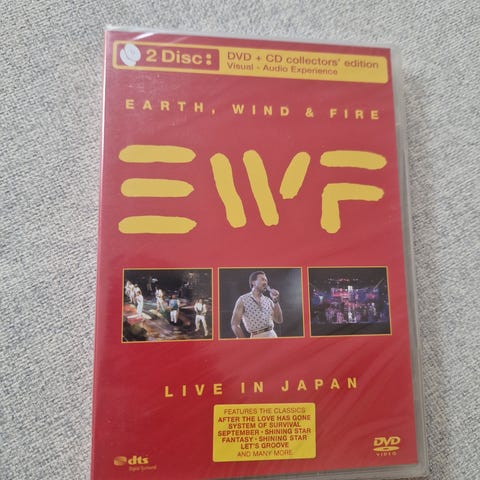 2 Disc:
DVD + CD collectors' edition
Visual - Audio Experience
EARTH, WIND & FIRE
EWF
LIVE IN JAPAN
FEATURES THE CLASSICS
AFTER THE LOVE HAS GONE
SYSTEM OF SURVIVAL
SEPTEMBER • SHINING STAR
FANTASY • SHINING STAR
LET'S GROOVE
AND MANY MORE
dts
Digital Surround
DVD
VIDEO